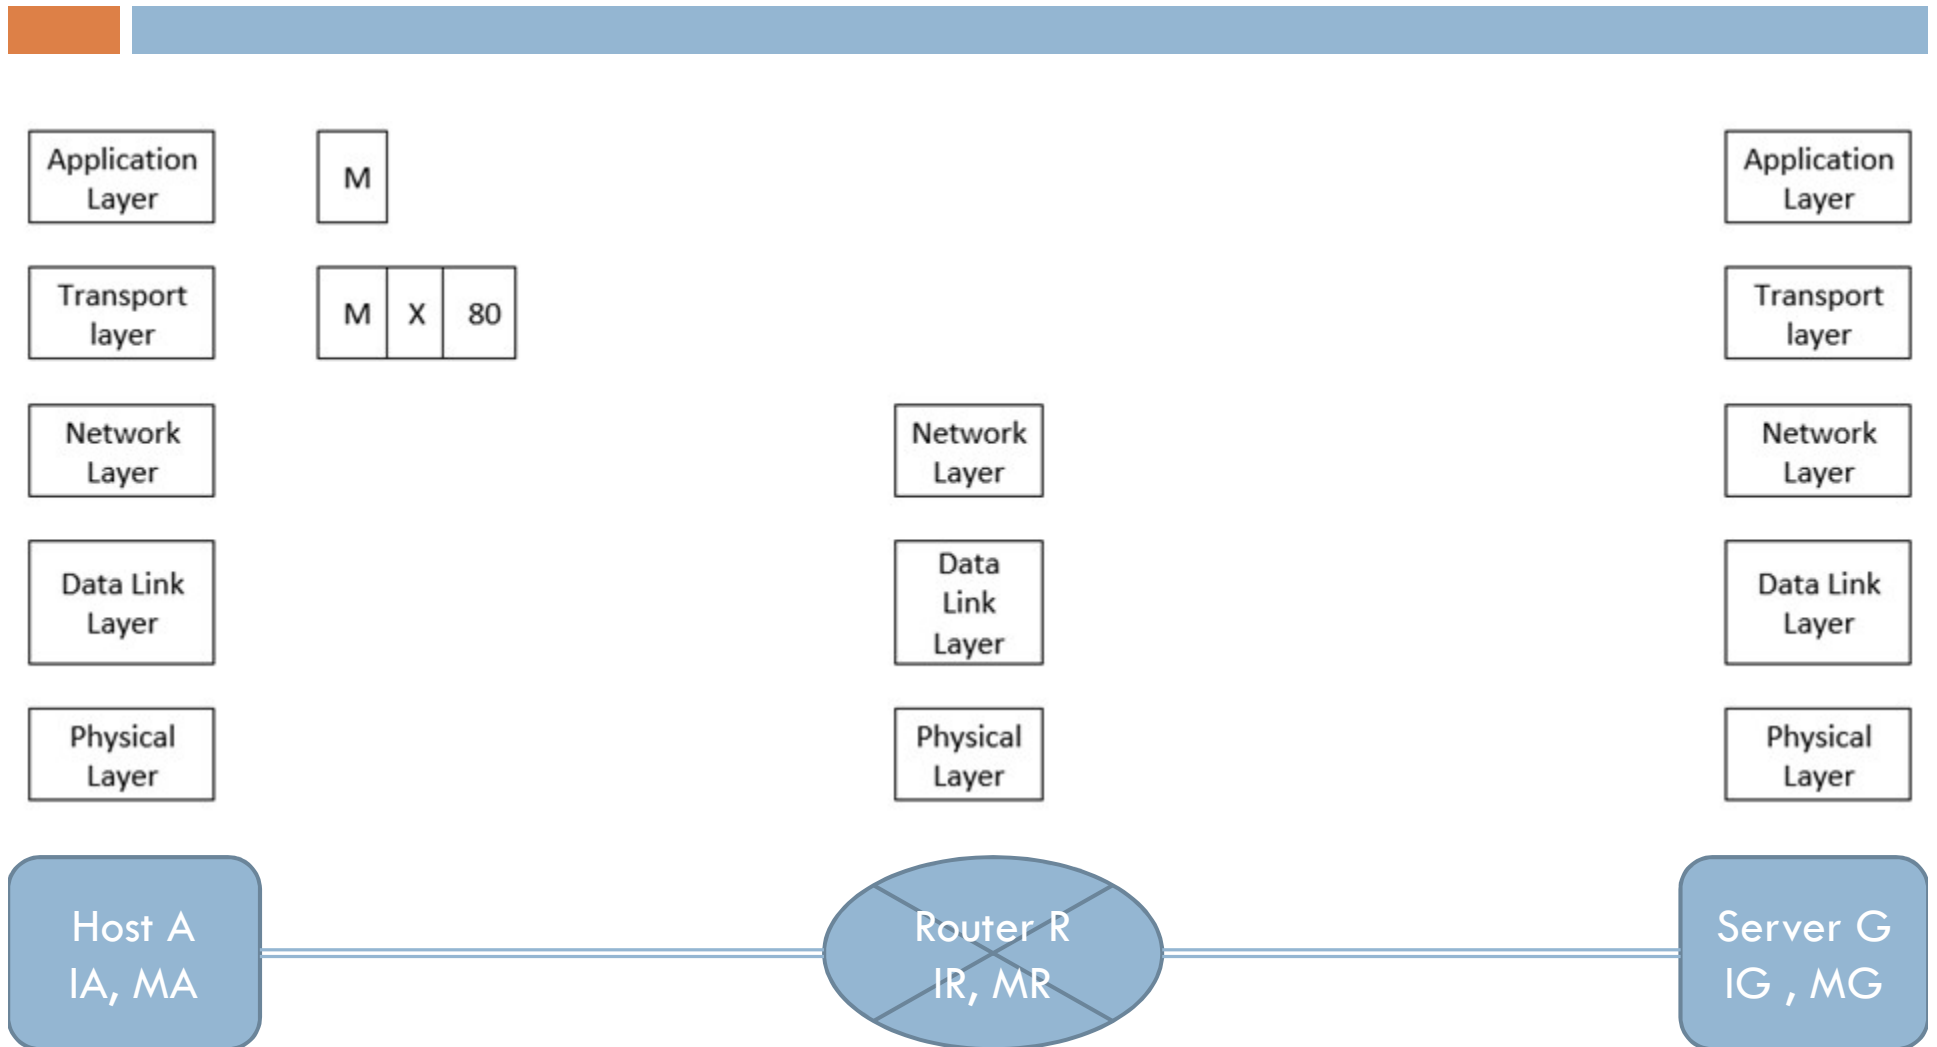 Application
Layer
M
Application
Layer
Transport
layer
M X 80
Transport
layer
Network
Layer
Network
Layer
Network
Layer
Data Link
Layer
Data
Link
Layer
Data Link
Layer
Physical
Layer
Physical
Layer
Physical
Layer
Host A
IA, MA
Router R
IR, MR
Server G
IG , MG